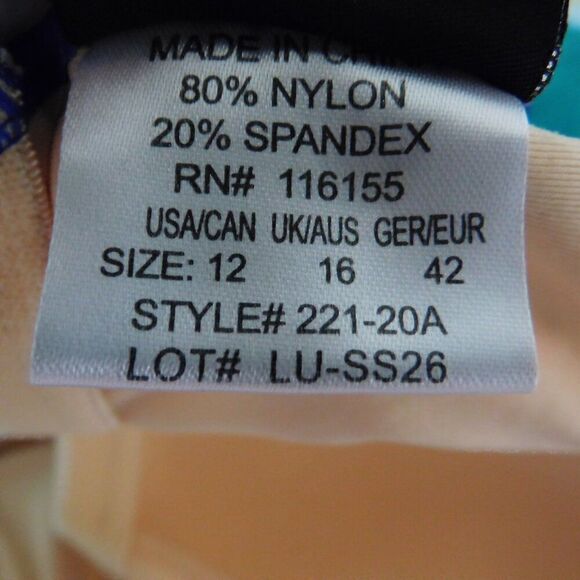 MADE IN CHINA
80% NYLON
20% SPANDEX
RN# 116155
USA/CAN UK/AUS GER/EUR
SIZE: 12 16 42
STYLE# 221-20A
LOT# LU-SS26